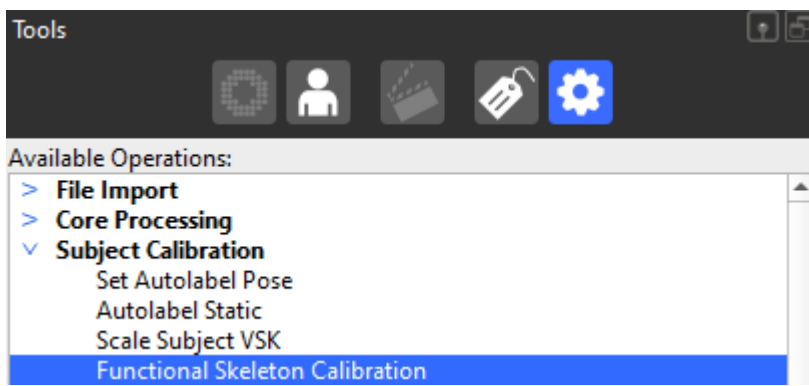 Tools
Available Operations:
> File Import
> Core Processing
˅ Subject Calibration
Set Autolabel Pose
Autolabel Static
Scale Subject VSK
Functional Skeleton Calibration